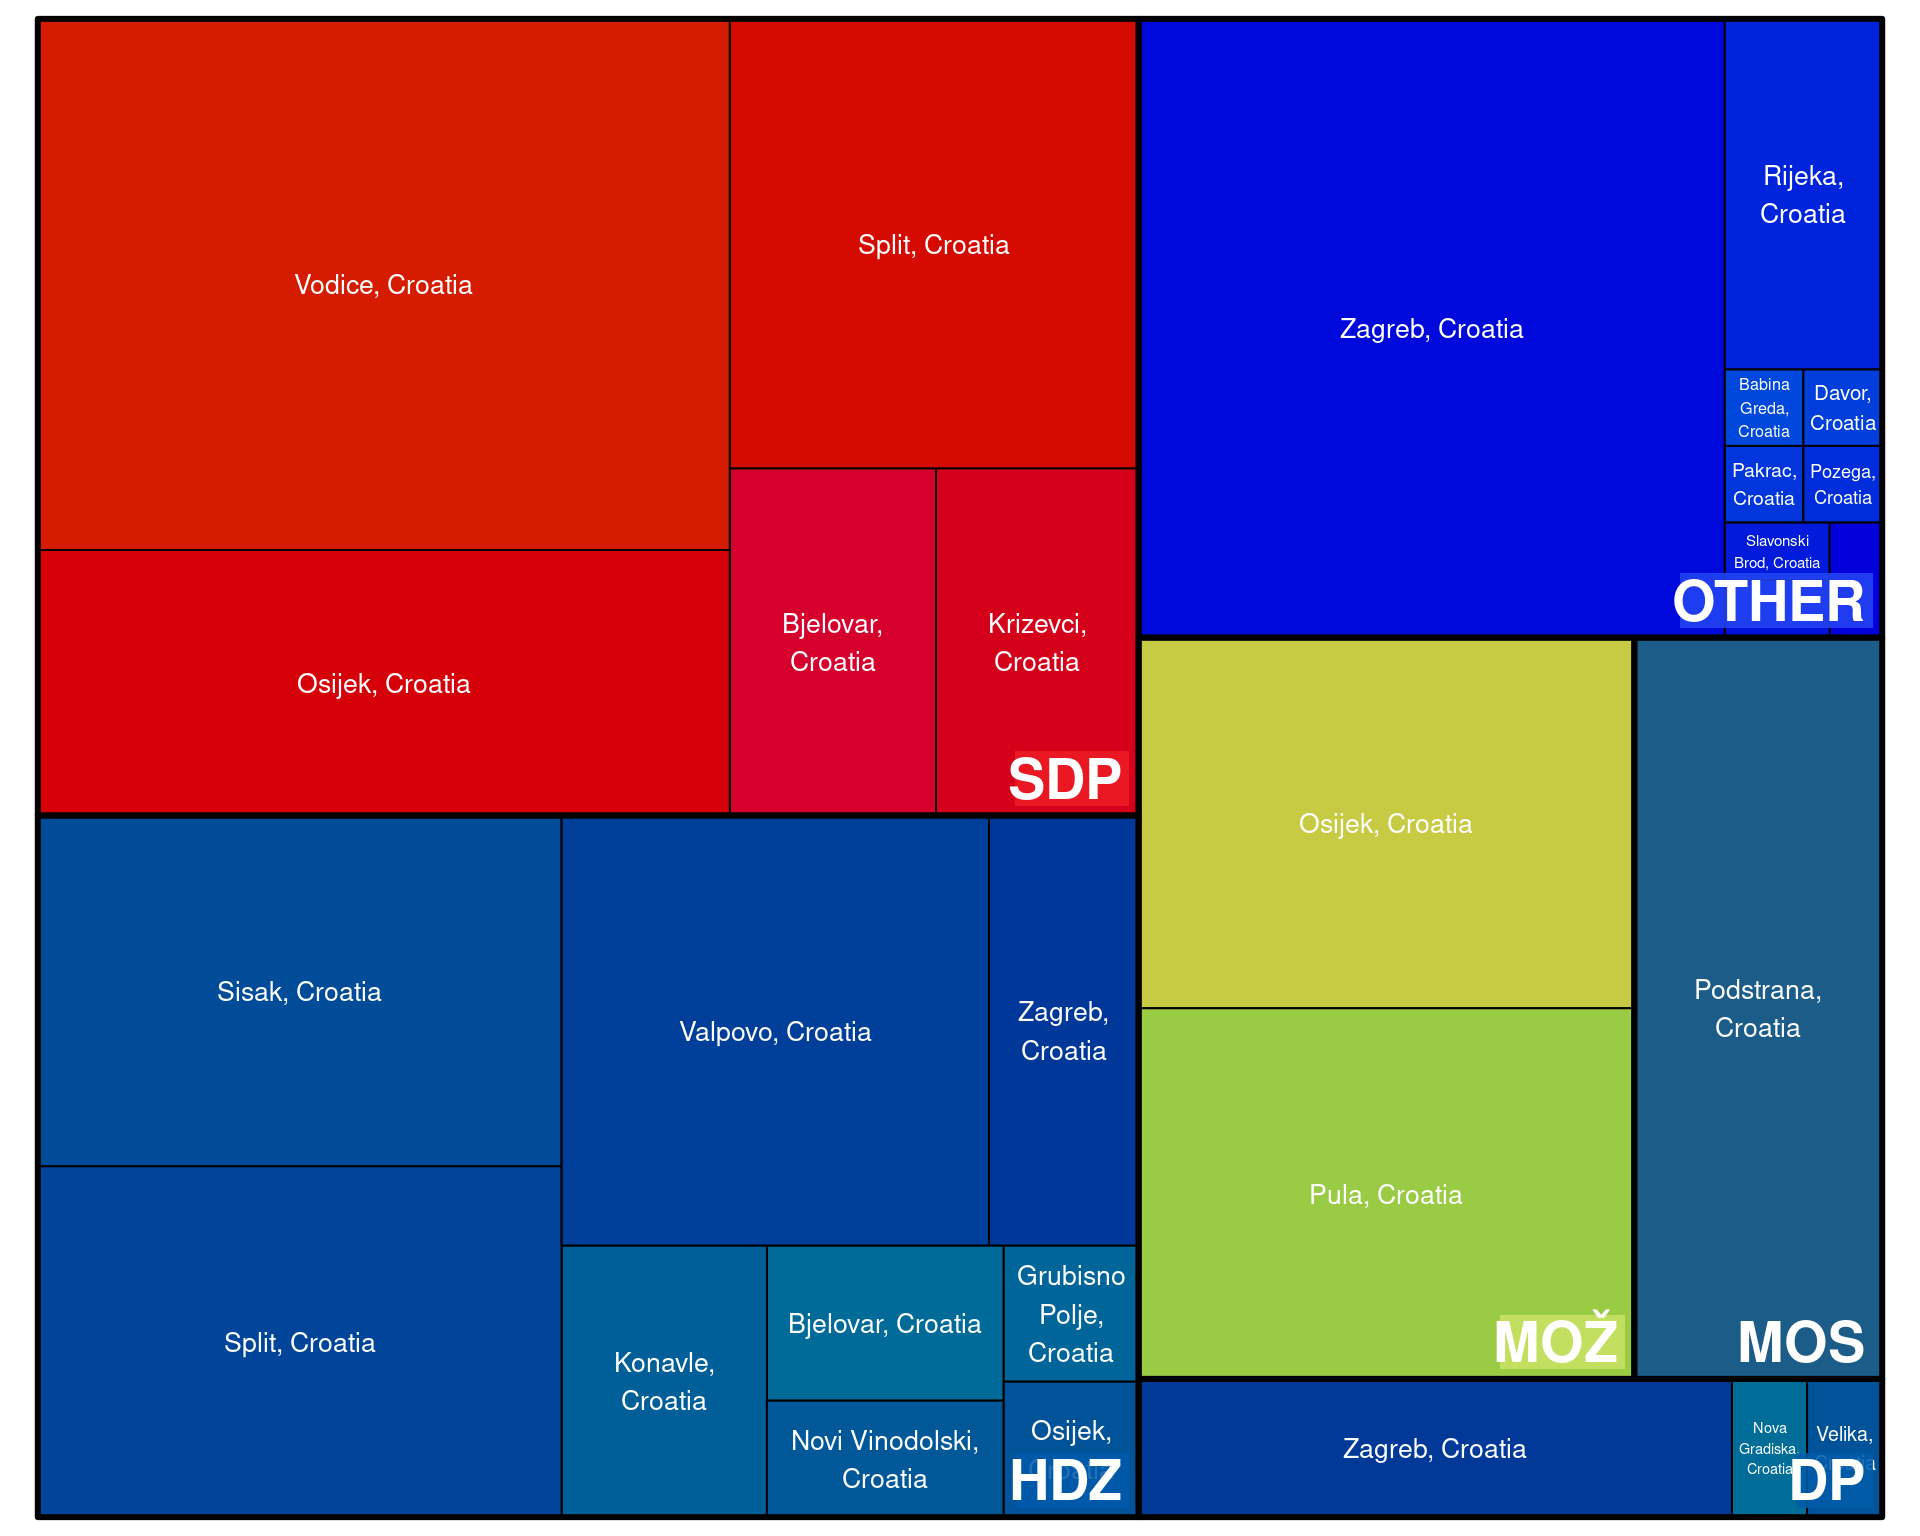 Vodice, Croatia
Split, Croatia
Osijek, Croatia
Bjelovar,
Croatia
Krizevci,
Croatia
SDP
Zagreb, Croatia
Rijeka,
Croatia
Babina
Greda,
Croatia
Davor,
Croatia
Pakrac,
Croatia
Pozega,
Croatia
Slavonski
Brod, Croatia
OTHER
Sisak, Croatia
Split, Croatia
Valpovo, Croatia
Zagreb,
Croatia
Konavle,
Croatia
Bjelovar, Croatia
Novi Vinodolski,
Croatia
Grubisno
Polje,
Croatia
Osijek,
Croatia
HDZ
Osijek, Croatia
Pula, Croatia
MOŽ
Podstrana,
Croatia
MOS
Zagreb, Croatia
Nova
Gradiska,
Croatia
Velika,
DP